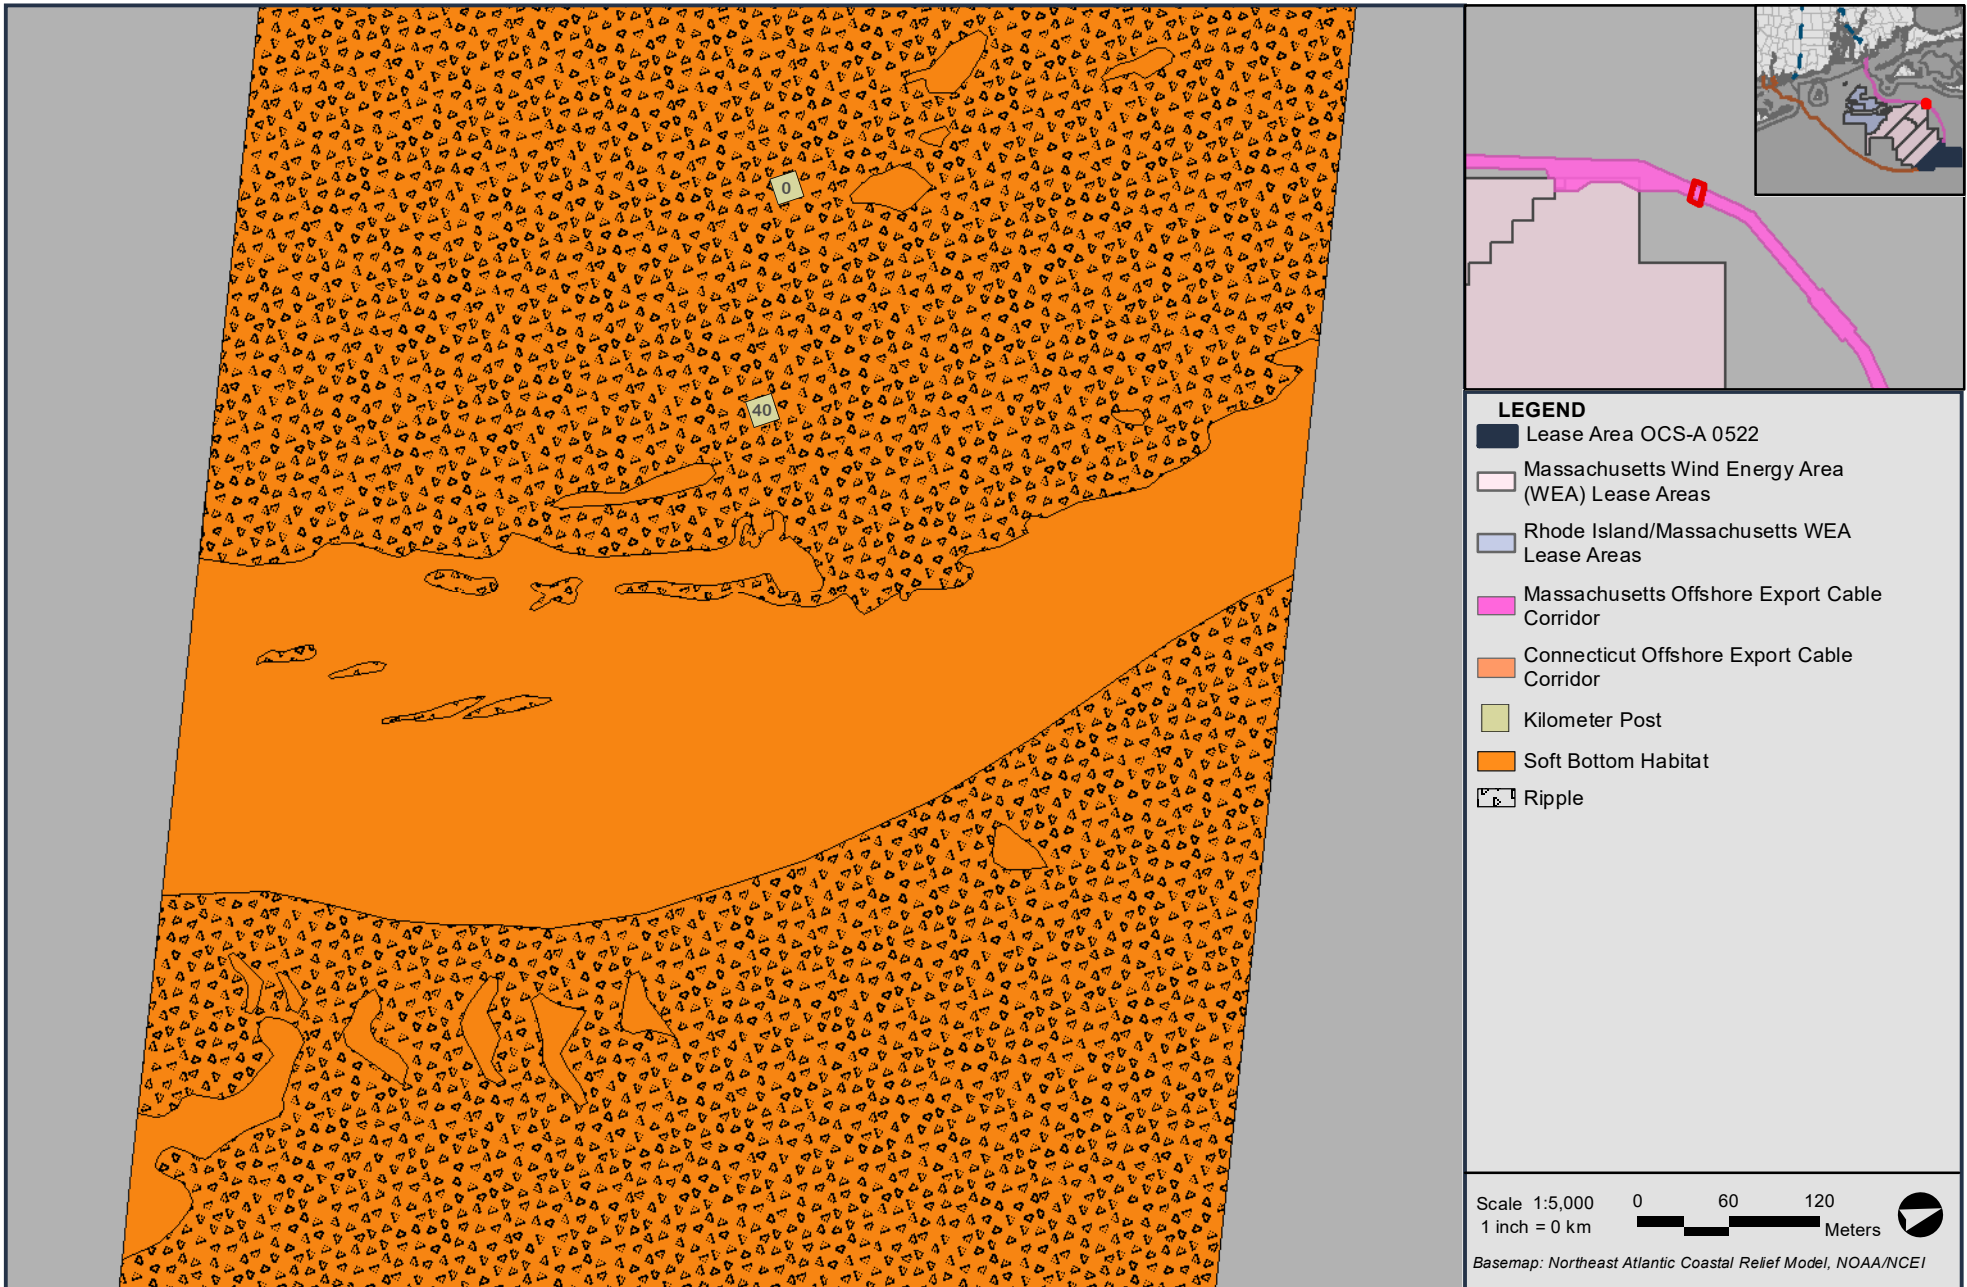 0
40
LEGEND
Lease Area OCS-A 0522
Massachusetts Wind Energy Area
(WEA) Lease Areas
Rhode Island/Massachusetts WEA
Lease Areas
Massachusetts Offshore Export Cable
Corridor
Connecticut Offshore Export Cable
Corridor
Kilometer Post
Soft Bottom Habitat
Ripple
Scale 1:5,000
1 inch = 0 km
0 60 120
Meters
Basemap: Northeast Atlantic Coastal Relief Model, NOAA/NCEI